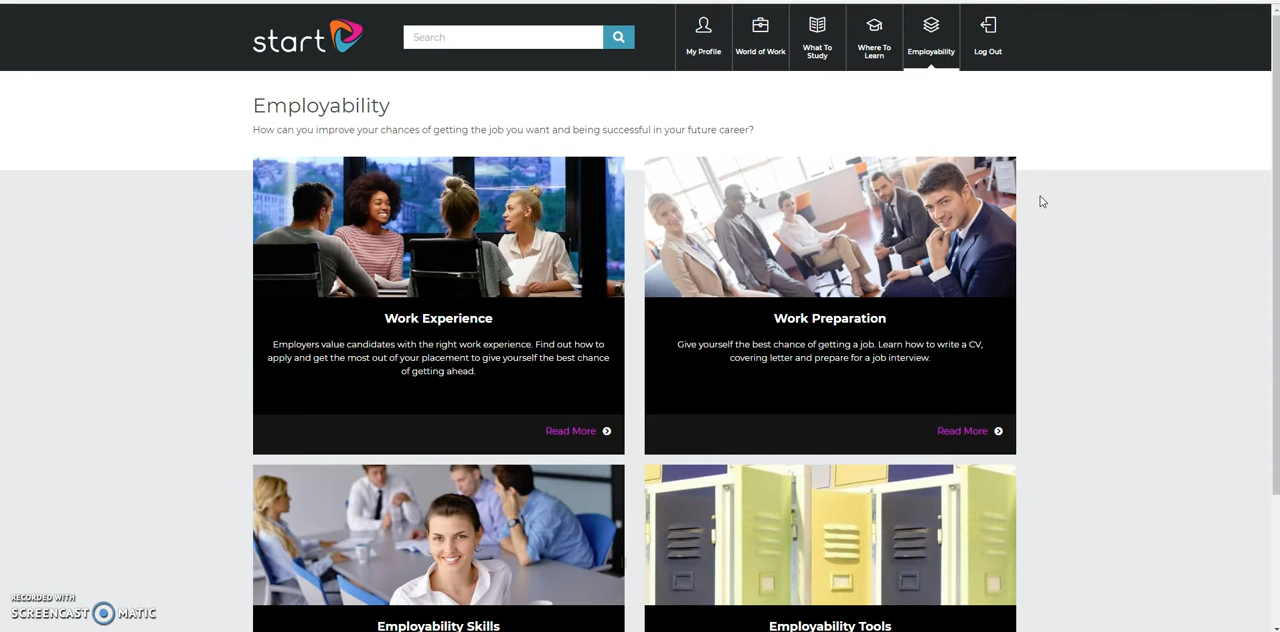 start
Search
My Profile
World of Work
What To
Study
Where To
Learn
Employability
Log Out
Employability
How can you improve your chances of getting the job you want and being successful in your future career?
Work Experience
Employers value candidates with the right work experience. Find out how to
apply and get the most out of your placement to give yourself the best chance
of getting ahead.
Read More
Work Preparation
Give yourself the best chance of getting a job. Learn how to write a CV,
covering letter and prepare for a job interview.
Read More
Employability Skills
Employability Tools
RECORDED WITH
SCREENCAST MATIC